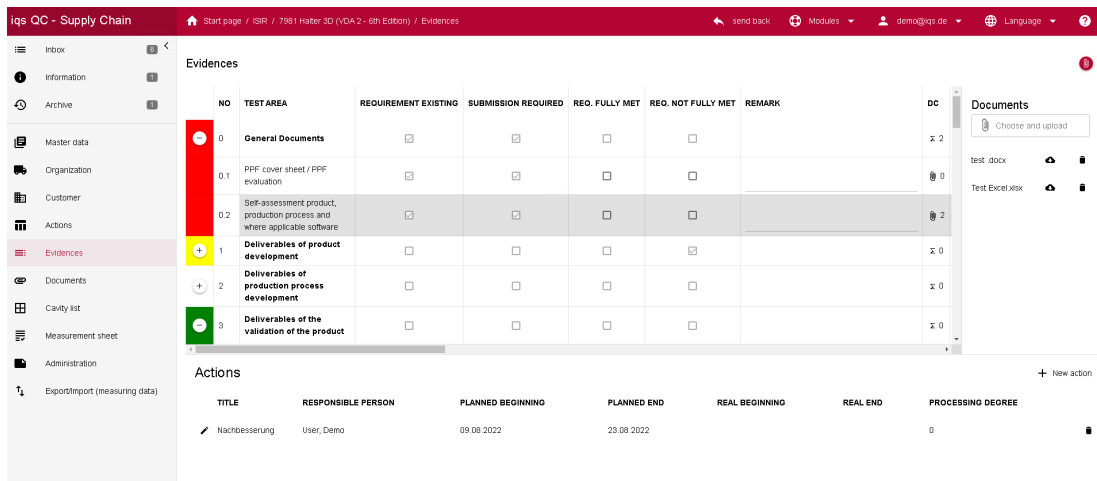 iqs QC - Supply Chain
Start page / ISIR / 7981 Halter 3D (VDA 2 - 6th Edition) / Evidences
send back
Modules
demo@iqs.de
Language
?
Inbox 6
Information 1
Archive 1
Master data
Organization
Customer
Actions
Evidences
Documents
Cavity list
Measurement sheet
Administration
Export/Import (measuring data)
Evidences
NO TEST AREA REQUIREMENT EXISTING SUBMISSION REQUIRED REQ. FULLY MET REQ. NOT FULLY MET REMARK DC
0 General Documents Σ 2
0.1 PPF cover sheet / PPF
evaluation 0
0.2 Self-assessment product,
production process and
where applicable software 2
1 Deliverables of product
development Σ 0
2 Deliverables of
production process
development Σ 0
3 Deliverables of the
validation of the product Σ 0
Documents
Choose and upload
test .docx
Test Excel.xlsx
Actions
New action
TITLE RESPONSIBLE PERSON PLANNED BEGINNING PLANNED END REAL BEGINNING REAL END PROCESSING DEGREE
Nachbesserung User, Demo 09.08.2022 23.08.2022 0